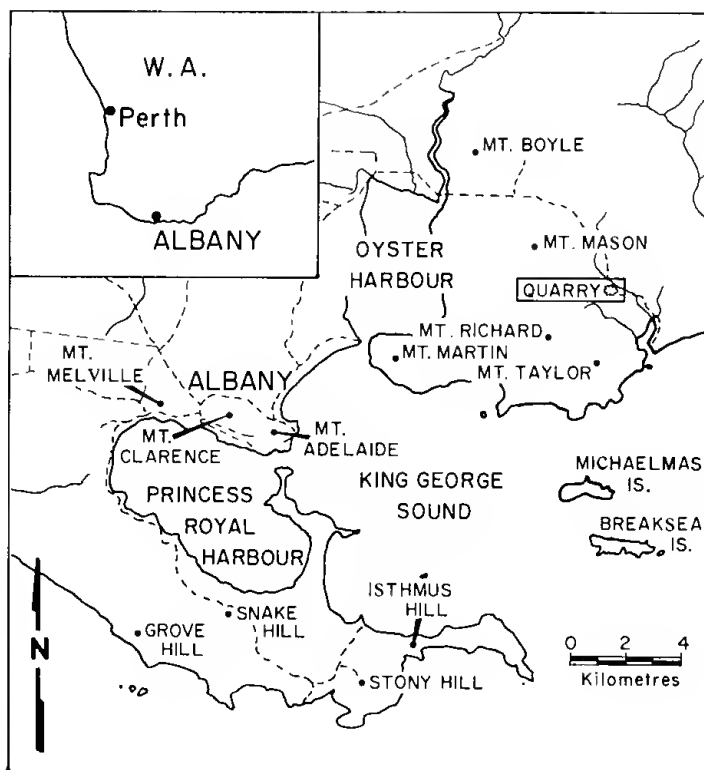 W. A.
Perth
ALBANY
MT. BOYLE
OYSTER
HARBOUR
MT. MASON
QUARRY
MT. RICHARD
MT. MARTIN
MT. TAYLOR
MT.
MELVILLE
ALBANY
MT.
CLARENCE
MT.
ADELAIDE
PRINCESS
ROYAL
HARBOUR
KING GEORGE
SOUND
MICHAELMAS
IS.
BREAKSEA
IS.
ISTHMUS
HILL
SNAKE
HILL
GROVE
HILL
STONY HILL
N
0 2 4
Kilometres